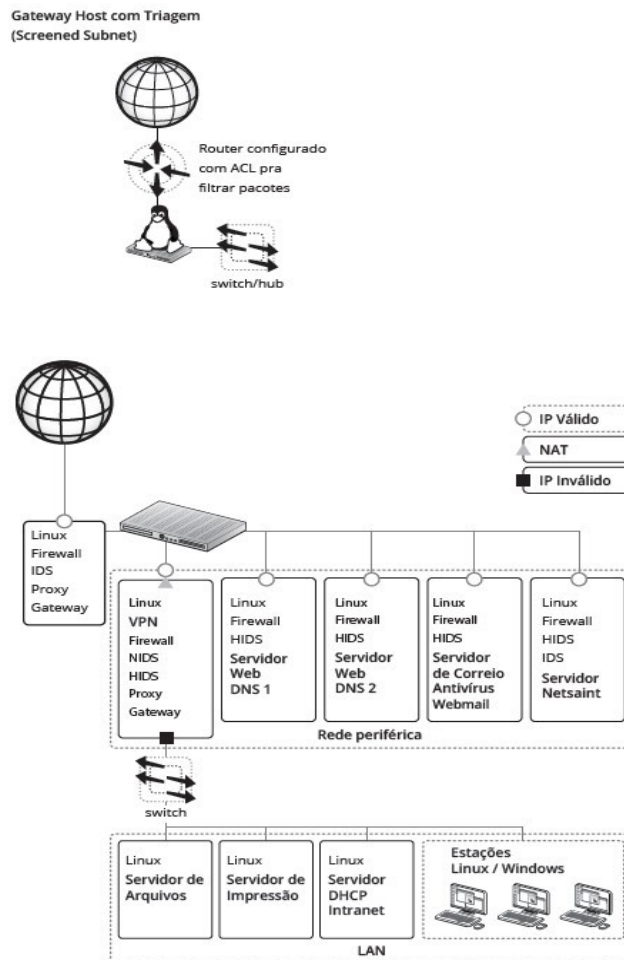 Gateway Host com Triagem
(Screened Subnet)
Router configurado
com ACL pra
filtrar pacotes
switch/hub
IP Válido
NAT
IP Inválido
Linux
Firewall
IDS
Proxy
Gateway
Linux
VPN
Firewall
NIDS
HIDS
Proxy
Gateway
Linux
Firewall
HIDS
Servidor
Web
DNS 1
Linux
Firewall
HIDS
Servidor
Web
DNS 2
Linux
Firewall
HIDS
Servidor
de Correio
Antivírus
Webmail
Linux
Firewall
HIDS
IDS
Servidor
Netsaint
Rede periférica
switch
Linux
Servidor de
Arquivos
Linux
Servidor de
Impressão
Linux
Servidor
DHCP
Intranet
Estações
Linux / Windows
LAN